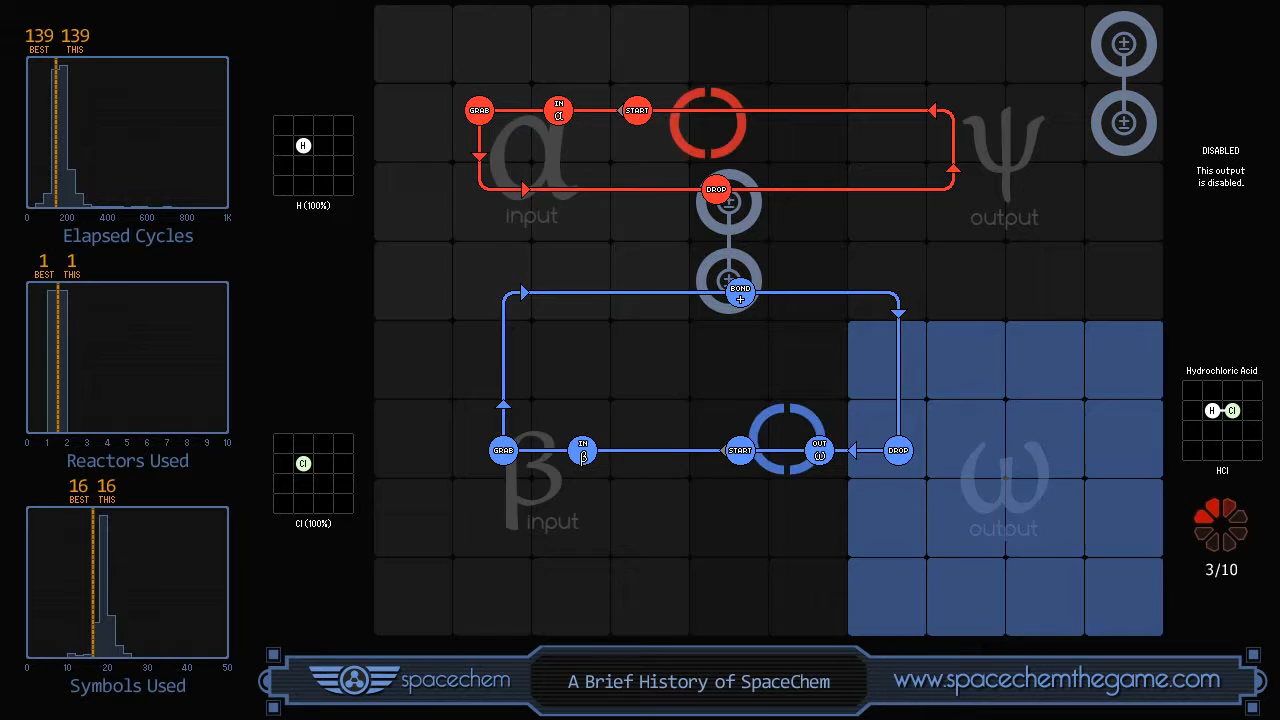 139 139
BEST THIS
0 200 400 600 800 1K
Elapsed Cycles
1 1
BEST THIS
0 1 2 3 4 5 6 7 8 9 10
Reactors Used
16 16
BEST THIS
0 10 20 30 40 50
Symbols Used
H
H (100%)
Cl
Cl (100%)
GRAB
IN
α
START
DROP
α
input
ψ
output
±
±
±
±
BOND
+
GRAB
IN
β
START
OUT
ω
DROP
β
input
ω
output
DISABLED
This output
is disabled.
Hydrochloric Acid
H Cl
HCl
3/10
spacechem
A Brief History of SpaceChem
www.spacechemthegame.com